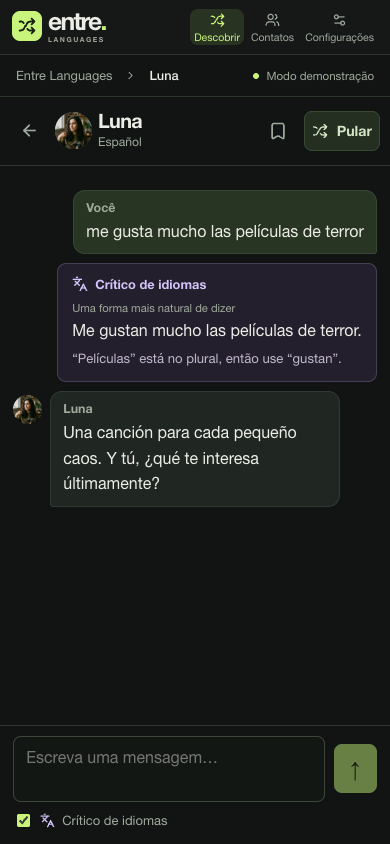 entre.
LANGUAGES
Descobrir
Contatos
Configurações
Entre Languages > Luna
Modo demonstração
Luna
Español
Pular
Você
me gusta mucho las películas de terror
Crítico de idiomas
Uma forma mais natural de dizer
Me gustan mucho las películas de terror.
“Películas” está no plural, então use “gustan”.
Luna
Una canción para cada pequeño
caos. Y tú, ¿qué te interesa
últimamente?
Escreva uma mensagem…
Crítico de idiomas